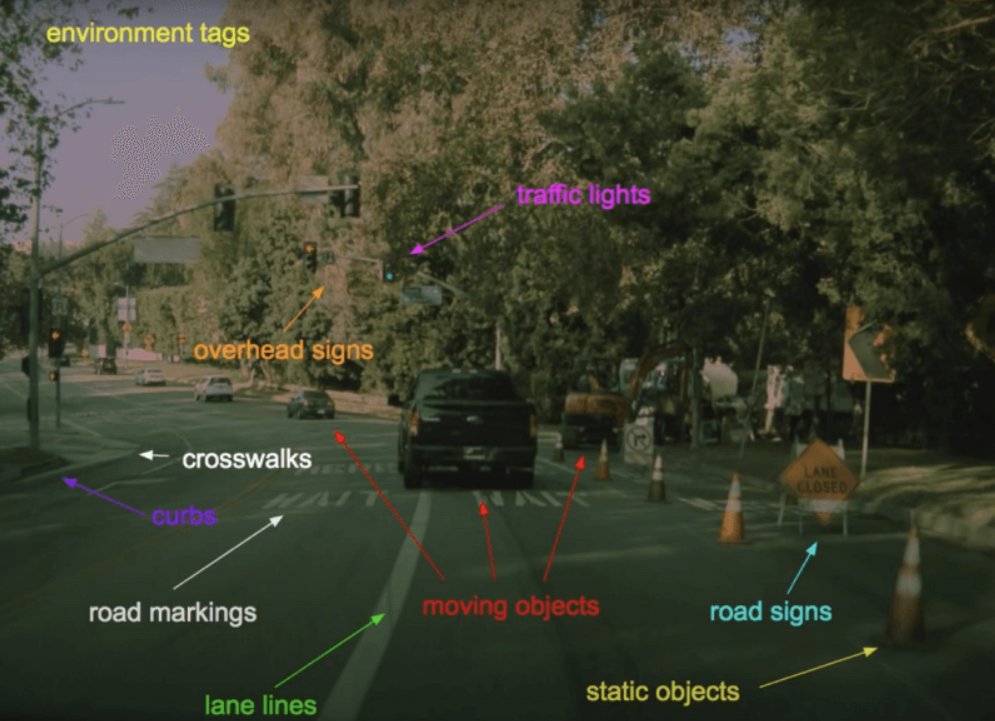 environment tags
traffic lights
overhead signs
crosswalks
LANE
CLOSED
curbs
WAIT
road markings
moving objects
road signs
static objects
lane lines